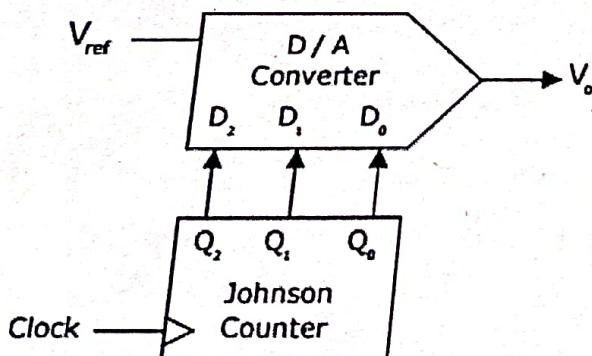 V_ref
D / A
Converter
V_o
D_2 D_1 D_0
Q_2 Q_1 Q_0
Johnson
Clock
Counter